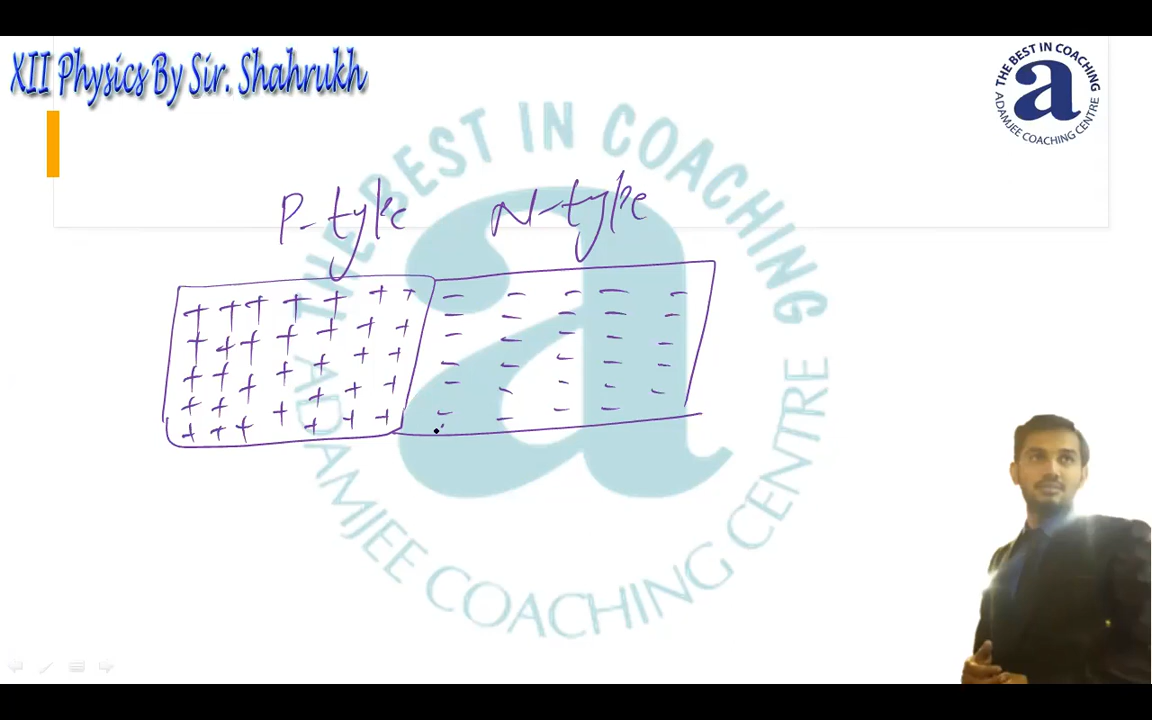 XII Physics By Sir. Shahrukh
THE BEST IN COACHING
a
ADAMJEE COACHING CENTRE
THE BEST IN COACHING
a
ADAMJEE COACHING CENTRE
P-type N-type
+ + + + + + + - - - - -
+ + + + + + + - - - - -
+ + + + + + + - - - - -
+ + + + + + + - - - - -
+ + + + + + + - - - - -